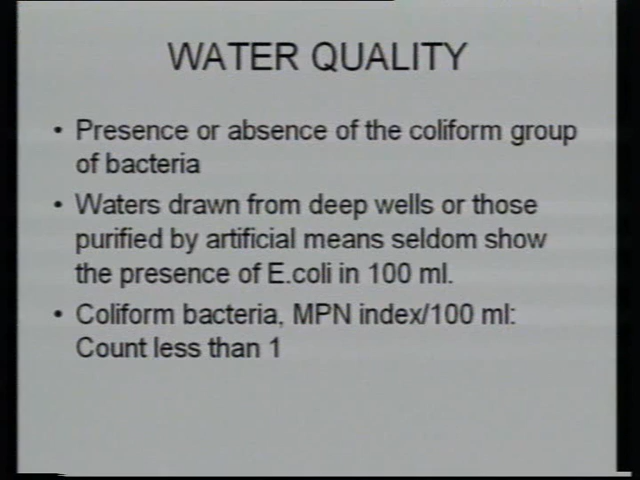 WATER QUALITY
• Presence or absence of the coliform group
of bacteria
• Waters drawn from deep wells or those
purified by artificial means seldom show
the presence of E.coli in 100 ml.
• Coliform bacteria, MPN index/100 ml:
Count less than 1